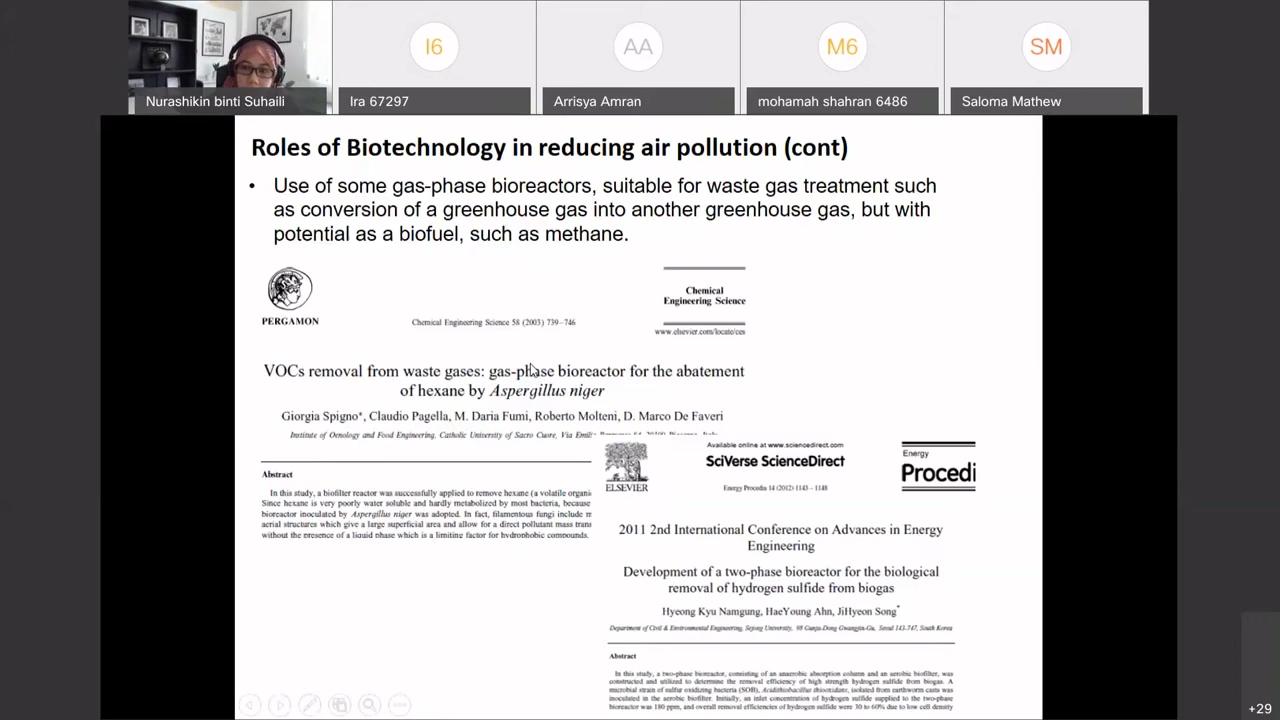 I6
AA
M6
SM
Nurashikin binti Suhaili
Ira 67297
Arrisya Amran
mohamah shahran 6486
Saloma Mathew
Roles of Biotechnology in reducing air pollution (cont)
• Use of some gas-phase bioreactors, suitable for waste gas treatment such
as conversion of a greenhouse gas into another greenhouse gas, but with
potential as a biofuel, such as methane.
PERGAMON
Chemical Engineering Science 58 (2003) 739–746
Chemical
Engineering Science
www.elsevier.com/locate/ces
VOCs removal from waste gases: gas-phase bioreactor for the abatement
of hexane by Aspergillus niger
Giorgia Spigno*, Claudio Pagella, M. Daria Fumi, Roberto Molteni, D. Marco De Faveri
Institute of Oenology and Food Engineering, Catholic University of Sacro Cuore, Via
Abstract
In this study, a biofilter reactor was successfully applied to remove hexane (a volatile organi
Since hexane is very poorly water soluble and hardly metabolized by most bacteria, because
bioreactor inoculated by Aspergillus niger was adopted. In fact, filamentous fungi include m
aerial structures which give a large superficial area and allow for a direct pollutant mass trans
without the presence of a liquid phase which is a limiting factor for hydrophobic compounds.
ELSEVIER
Available online at www.sciencedirect.com
SciVerse ScienceDirect
Energy Procedia 14 (2012) 1143 – 1148
Energy
Procedi
2011 2nd International Conference on Advances in Energy
Engineering
Development of a two-phase bioreactor for the biological
removal of hydrogen sulfide from biogas
Hyeong Kyu Namgung, HaeYoung Ahn, JiHyeon Song*
Department of Civil & Environmental Engineering, Sejong University, 98 Gunja-Dong Gwangjin-Gu, Seoul 143-747, South Korea
Abstract
In this study, a two-phase bioreactor, consisting of an anaerobic absorption column and an aerobic biofilter, was
constructed and utilized to determine the removal efficiency of high strength hydrogen sulfide from biogas. A
microbial strain of sulfur oxidizing bacteria (SOB), Acidithiobacillus thiooxidans, isolated from earthworm casts was
inoculated in the aerobic biofilter. Initially, an inlet concentration of hydrogen sulfide supplied to the two-phase
bioreactor was 180 ppm, and overall removal efficiencies of hydrogen sulfide were 30 to 60% due to low cell density
+29